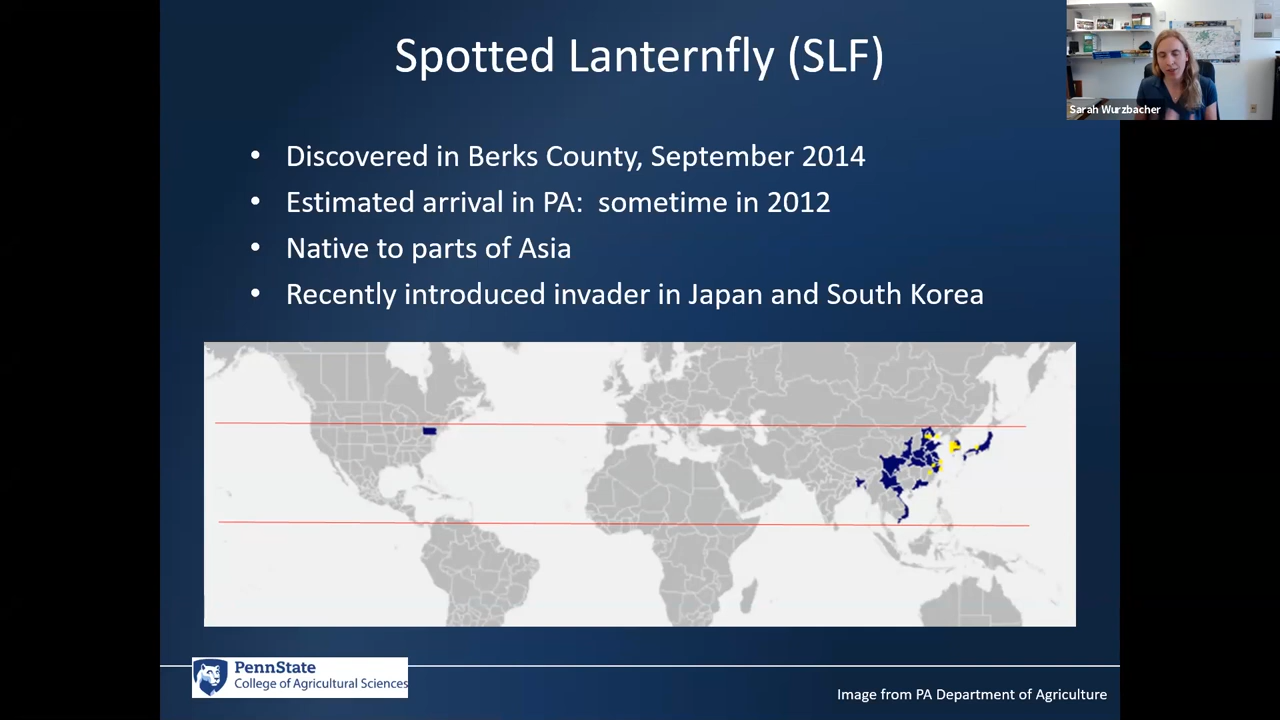 Spotted Lanternfly (SLF)
Sarah Wurzbacher
• Discovered in Berks County, September 2014
• Estimated arrival in PA:  sometime in 2012
• Native to parts of Asia
• Recently introduced invader in Japan and South Korea
PennState
College of Agricultural Sciences
Image from PA Department of Agriculture